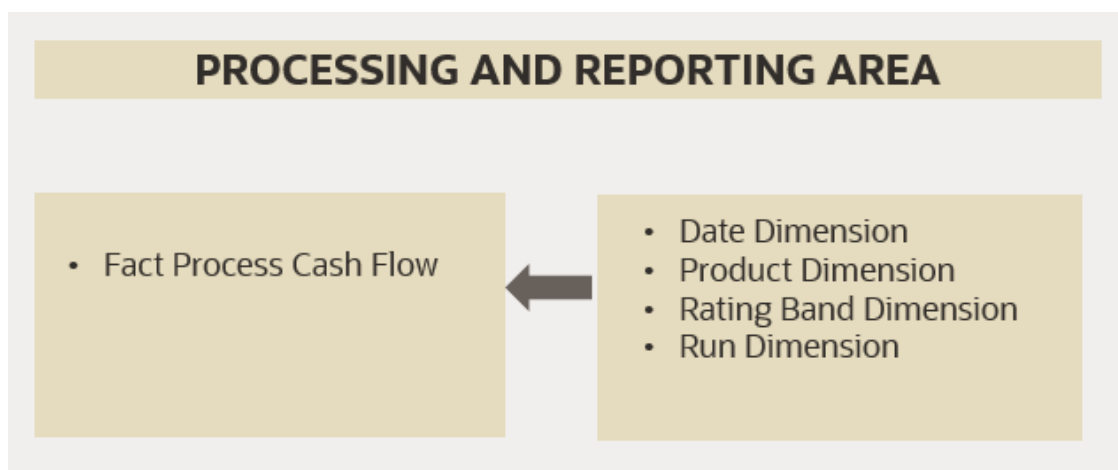 PROCESSING AND REPORTING AREA
• Fact Process Cash Flow
• Date Dimension
• Product Dimension
• Rating Band Dimension
• Run Dimension